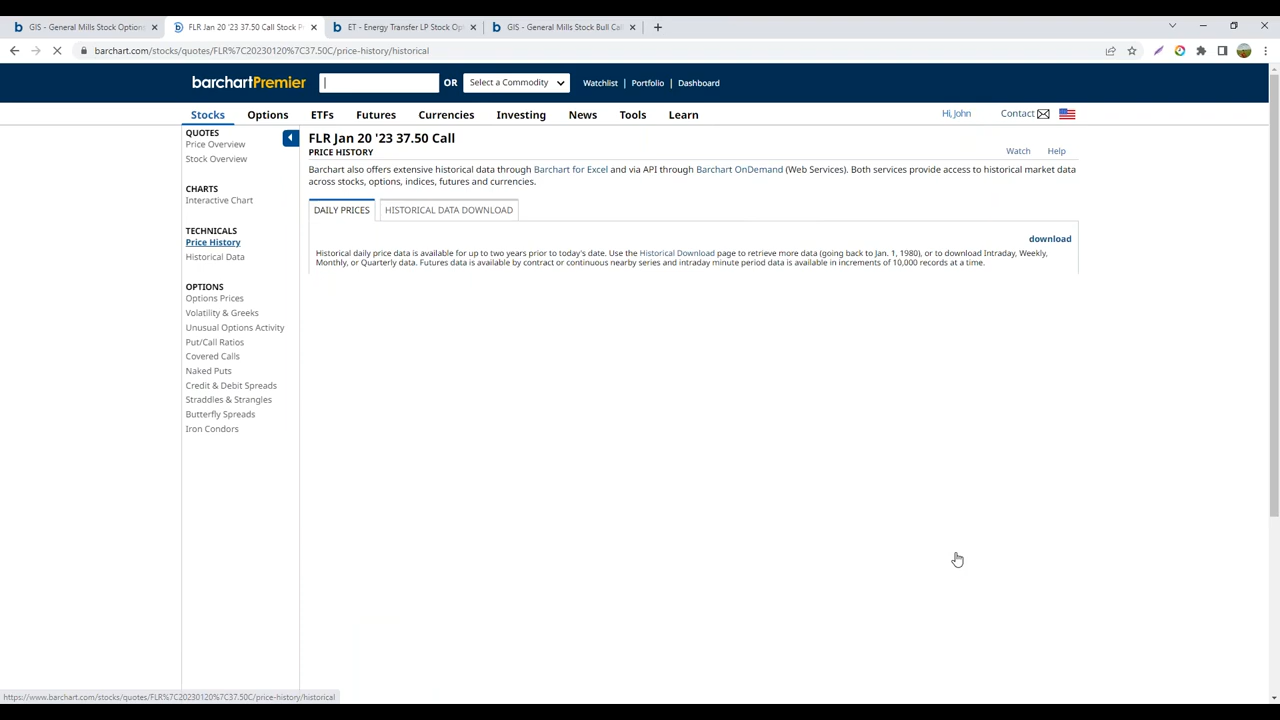 GIS - General Mills Stock Options
FLR Jan 20 '23 37.50 Call Stock P
ET - Energy Transfer LP Stock Op
GIS - General Mills Stock Bull Cal
barchart.com/stocks/quotes/FLR%7C20230120%7C37.50C/price-history/historical
barchartPremier
OR
Select a Commodity
Watchlist | Portfolio | Dashboard
Stocks
Options
ETFs
Futures
Currencies
Investing
News
Tools
Learn
Hi, John
Contact
QUOTES
Price Overview
Stock Overview
CHARTS
Interactive Chart
TECHNICALS
Price History
Historical Data
OPTIONS
Options Prices
Volatility & Greeks
Unusual Options Activity
Put/Call Ratios
Covered Calls
Naked Puts
Credit & Debit Spreads
Straddles & Strangles
Butterfly Spreads
Iron Condors
FLR Jan 20 '23 37.50 Call
PRICE HISTORY
Watch
Help
Barchart also offers extensive historical data through Barchart for Excel and via API through Barchart OnDemand (Web Services). Both services provide access to historical market data
across stocks, options, indices, futures and currencies.
DAILY PRICES
HISTORICAL DATA DOWNLOAD
download
Historical daily price data is available for up to two years prior to today's date. Use the Historical Download page to retrieve more data (going back to Jan. 1, 1980), or to download Intraday, Weekly,
Monthly, or Quarterly data. Futures data is available by contract or continuous nearby series and intraday minute period data is available in increments of 10,000 records at a time.
https://www.barchart.com/stocks/quotes/FLR%7C20230120%7C37.50C/price-history/historical